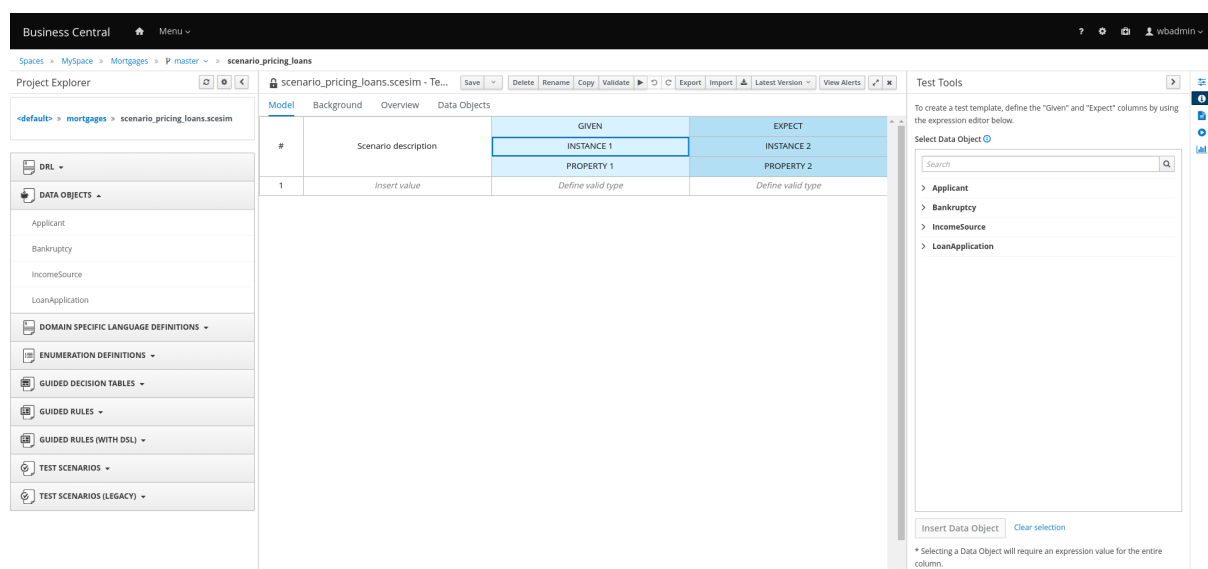 Business Central Menu ? wbadmin
Spaces » MySpace » Mortgages » master » scenario_pricing_loans
Project Explorer
<default> » mortgages » scenario_pricing_loans.scesim
DRL
DATA OBJECTS
Applicant
Bankruptcy
IncomeSource
LoanApplication
DOMAIN SPECIFIC LANGUAGE DEFINITIONS
ENUMERATION DEFINITIONS
GUIDED DECISION TABLES
GUIDED RULES
GUIDED RULES (WITH DSL)
TEST SCENARIOS
TEST SCENARIOS (LEGACY)
scenario_pricing_loans.scesim - Te... Save Delete Rename Copy Validate Export Import Latest Version View Alerts
Model Background Overview Data Objects
# Scenario description
GIVEN EXPECT
INSTANCE 1 INSTANCE 2
PROPERTY 1 PROPERTY 2
1 Insert value Define valid type Define valid type
Test Tools
To create a test template, define the "Given" and "Expect" columns by using
the expression editor below.
Select Data Object
Search
Applicant
Bankruptcy
IncomeSource
LoanApplication
Insert Data Object Clear selection
* Selecting a Data Object will require an expression value for the entire
column.